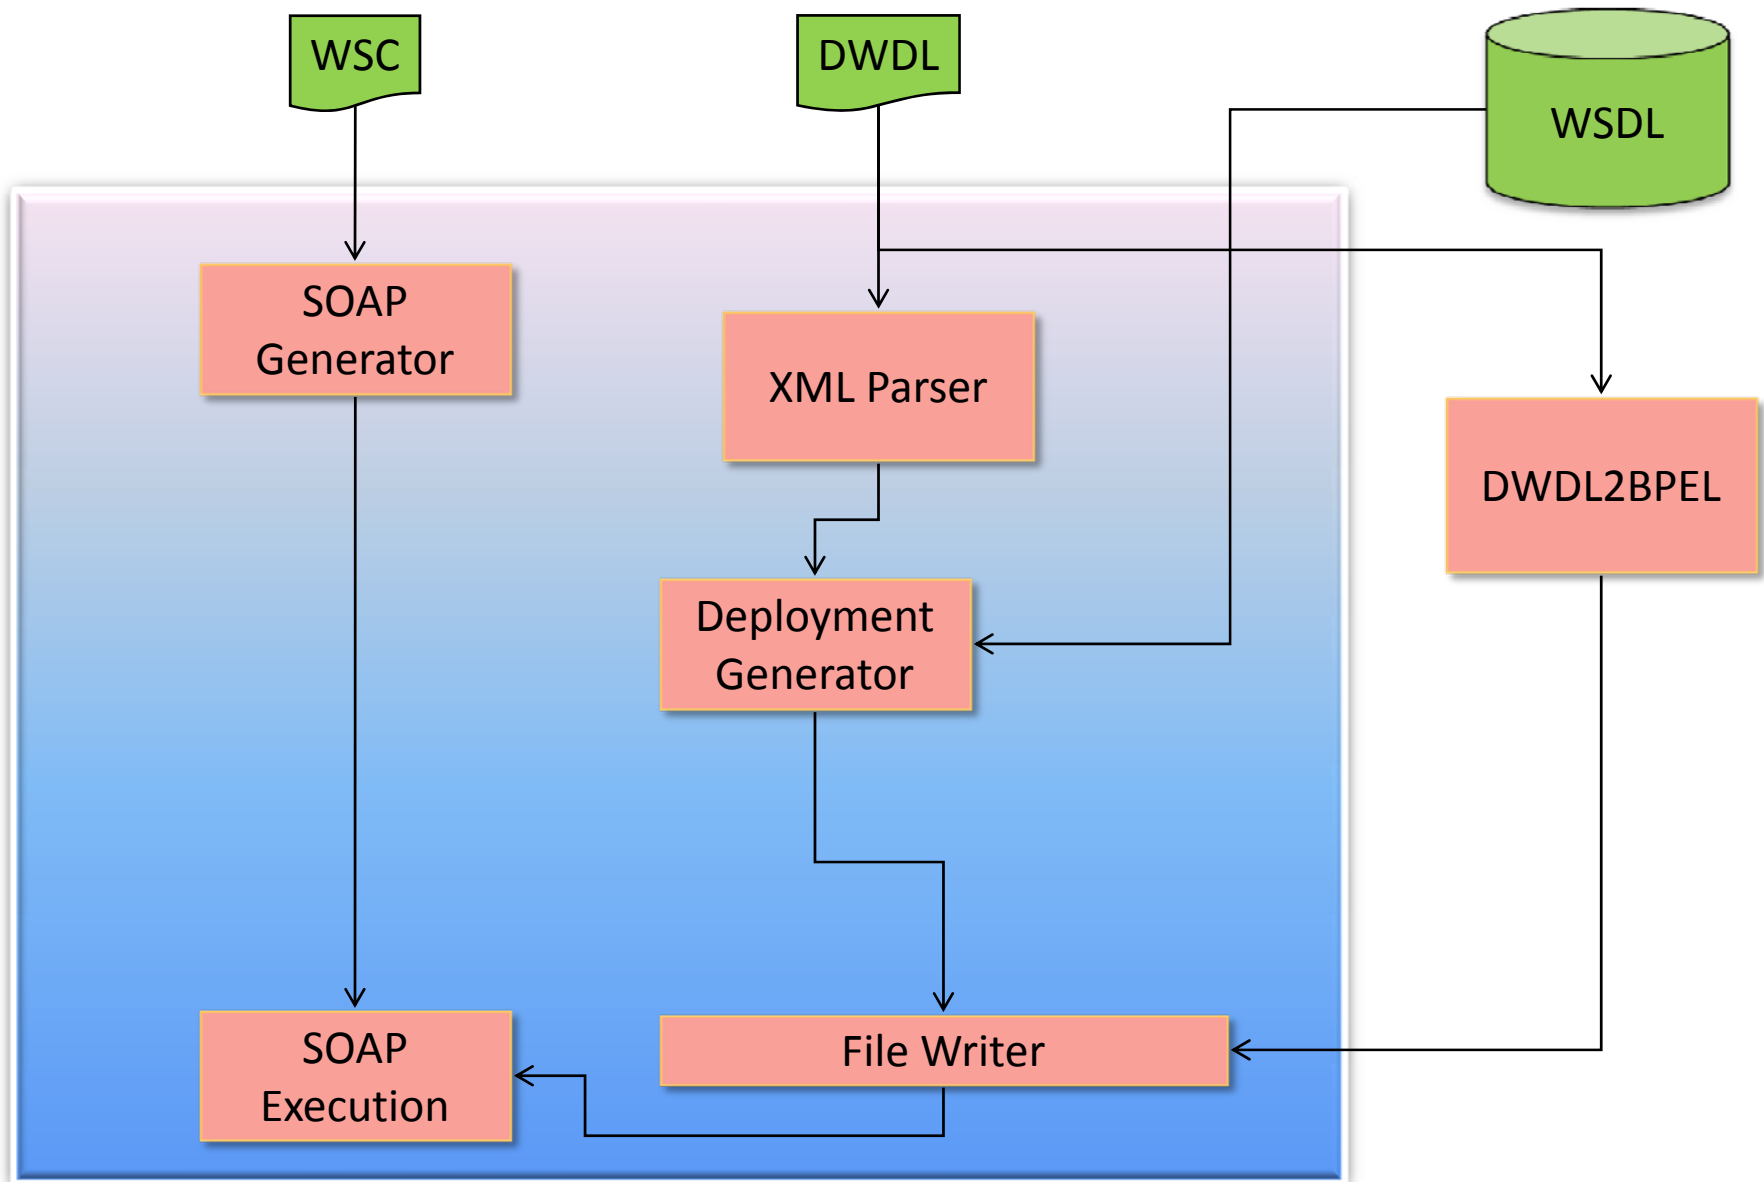 WSC
DWDL
WSDL
SOAP
Generator
XML Parser
DWDL2BPEL
Deployment
Generator
SOAP
Execution
File Writer